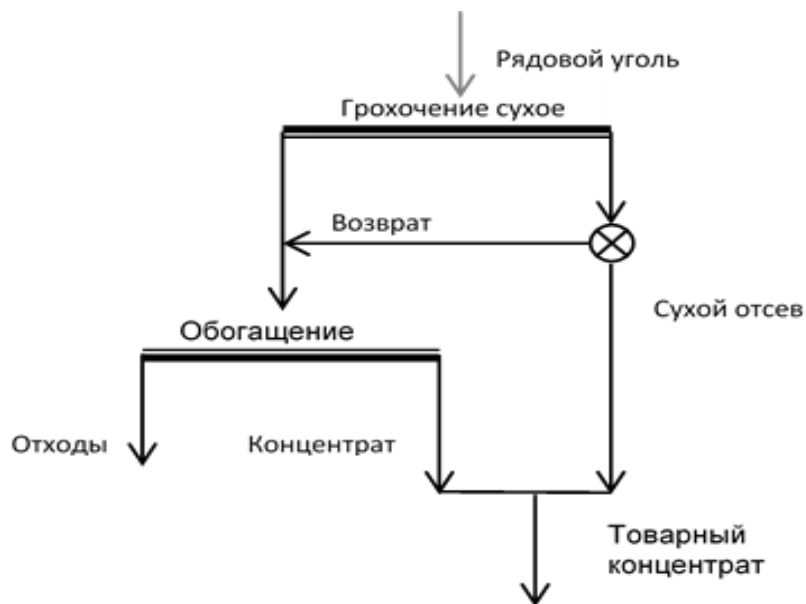 Рядовой уголь
Грохочение сухое
Возврат
Сухой отсев
Обогащение
Отходы
Концентрат
Товарный
концентрат